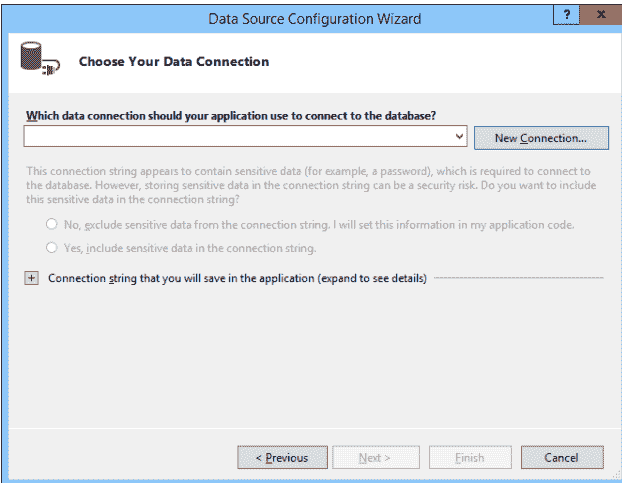 Data Source Configuration Wizard
? x
Choose Your Data Connection
Which data connection should your application use to connect to the database?
New Connection...
This connection string appears to contain sensitive data (for example, a password), which is required to connect to
the database. However, storing sensitive data in the connection string can be a security risk. Do you want to include
this sensitive data in the connection string?
No, exclude sensitive data from the connection string. I will set this information in my application code.
Yes, include sensitive data in the connection string.
+ Connection string that you will save in the application (expand to see details)
< Previous Next > Finish Cancel